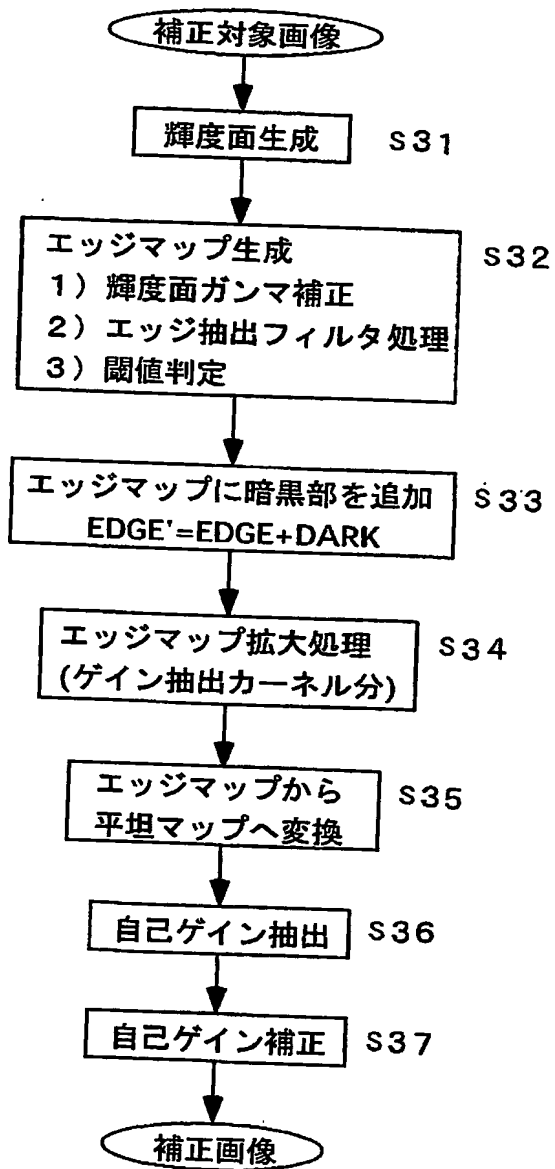 補正対象画像
輝度面生成 S31
エッジマップ生成 S32
1)輝度面ガンマ補正
2)エッジ抽出フィルタ処理
3)閾値判定
エッジマップに暗黒部を追加 S33
EDGE'=EDGE+DARK
エッジマップ拡大処理 S34
(ゲイン抽出カーネル分)
エッジマップから S35
平坦マップへ変換
自己ゲイン抽出 S36
自己ゲイン補正 S37
補正画像